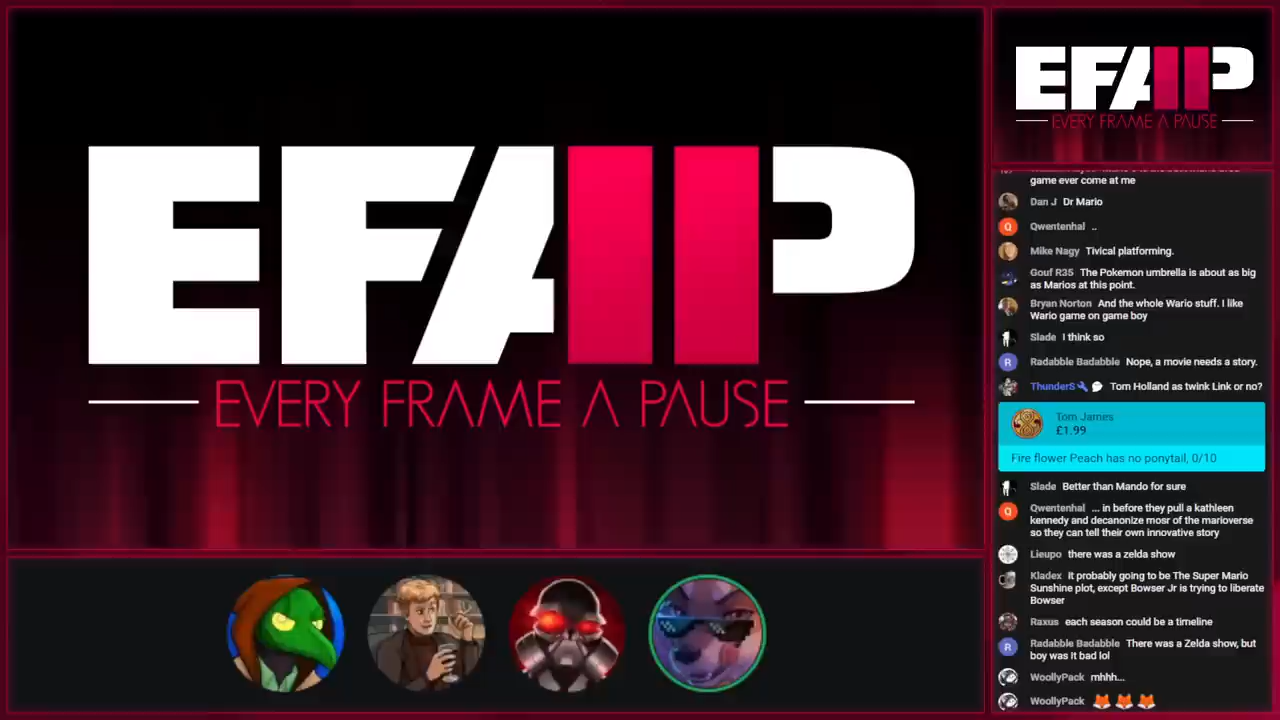 EFAP
EVERY FRAME A PAUSE
EFAP
EVERY FRAME A PAUSE
game ever come at me
Dan J Dr Mario
Q
Qwentenhal ..
Mike Nagy Tivical platforming.
Gouf R35 The Pokemon umbrella is about as big
as Marios at this point.
Bryan Norton And the whole Wario stuff. I like
Wario game on game boy
Slade I think so
R
Radabble Badabble Nope, a movie needs a story.
ThunderS Tom Holland as twink Link or no?
Tom James
£1.99
Fire flower Peach has no ponytail, 0/10
Slade Better than Mando for sure
Qwentenhal ... in before they pull a kathleen
Q
kennedy and decanonize mosr of the marioverse
so they can tell their own innovative story
Lieupo there was a zelda show
Kladex it probably going to be The Super Mario
Sunshine plot, except Bowser Jr is trying to liberate
Bowser
Raxus each season could be a timeline
R
Radabble Badabble There was a Zelda show, but
boy was it bad lol
WoollyPack mhhh...
WoollyPack 🦊 🦊 🦊